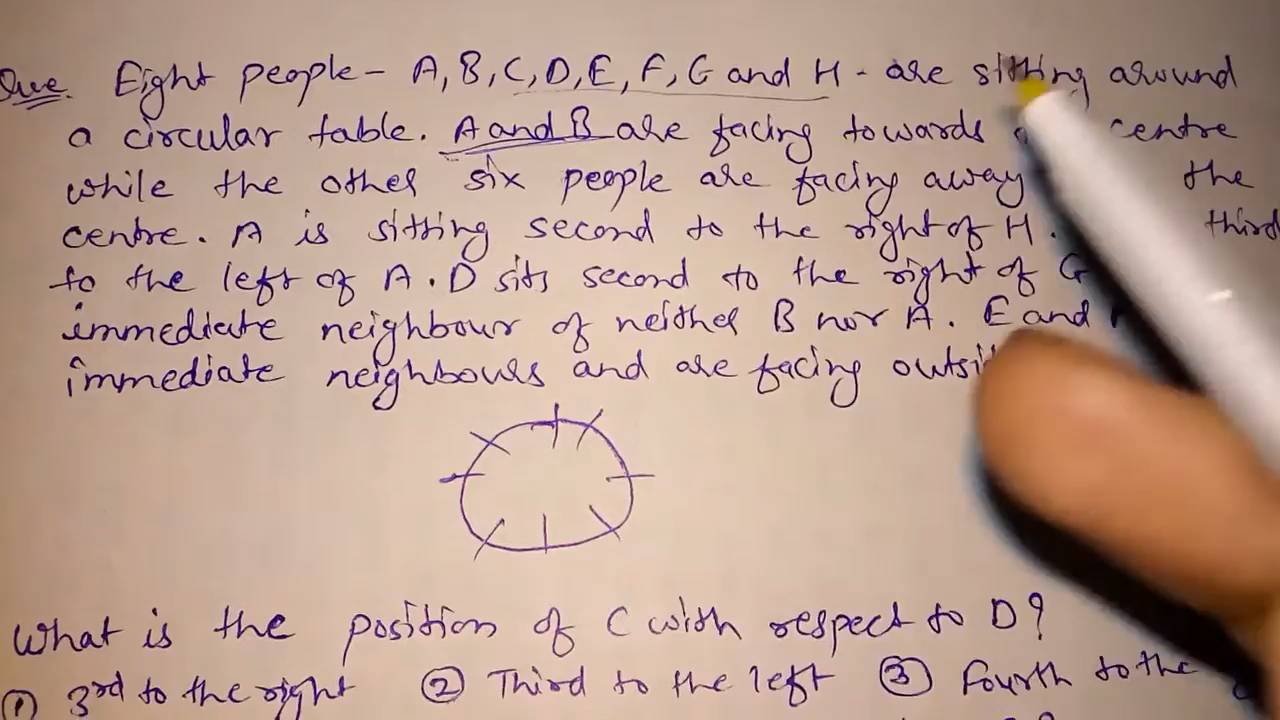 Que. Eight people - A, B, C, D, E, F, G and H - are sitting around
a circular table. A and B are facing towards centre
while the other six people are facing away the
centre. A is sitting second to the right of H. third
to the left of A. D sits second to the right of G
immediate neighbour of neither B nor A. E and
immediate neighbours and are facing
What is the position of C with respect to D?
① 3rd to the right ② Third to the left ③ Fourth to the